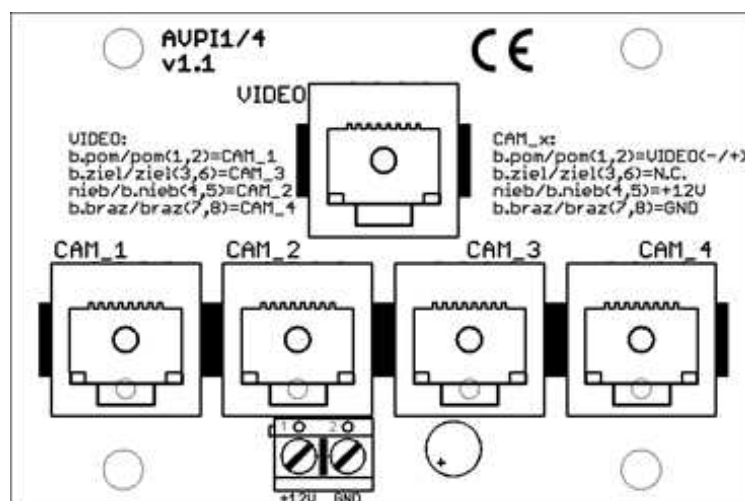 AVPI1/4
v1.1
CE
VIDEO
VIDEO:
b.pom/pom(1,2)=CAM_1
b.ziel/ziel(3,6)=CAM_3
nieb/b.nieb(4,5)=CAM_2
b.braz/braz(7,8)=CAM_4
CAM_x:
b.pom/pom(1,2)=VIDEO(-/+)
b.ziel/ziel(3,6)=N.C.
nieb/b.nieb(4,5)=+12V
b.braz/braz(7,8)=GND
CAM_1 CAM_2 CAM_3 CAM_4
1 2
+
+12V GND